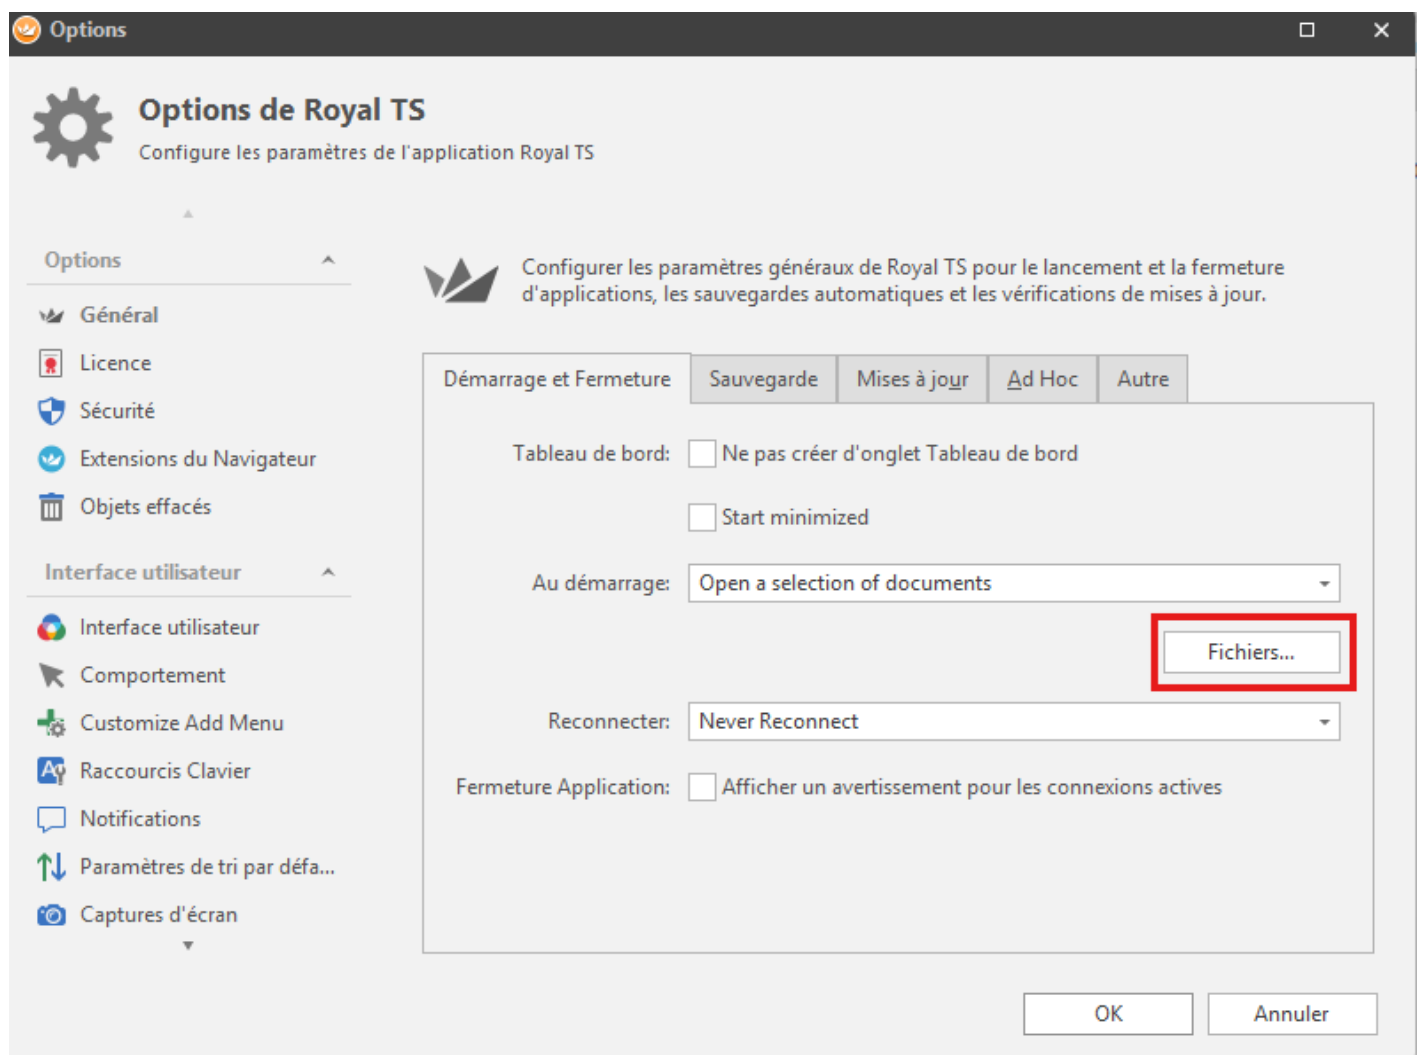 Options
Options de Royal TS
Configure les paramètres de l'application Royal TS
Options
Général
Licence
Sécurité
Extensions du Navigateur
Objets effacés
Interface utilisateur
Interface utilisateur
Comportement
Customize Add Menu
Raccourcis Clavier
Notifications
Paramètres de tri par défa...
Captures d'écran
Configurer les paramètres généraux de Royal TS pour le lancement et la fermeture
d'applications, les sauvegardes automatiques et les vérifications de mises à jour.
Démarrage et Fermeture Sauvegarde Mises à jour Ad Hoc Autre
Tableau de bord: Ne pas créer d'onglet Tableau de bord
Start minimized
Au démarrage: Open a selection of documents
Fichiers...
Reconnecter: Never Reconnect
Fermeture Application: Afficher un avertissement pour les connexions actives
OK Annuler